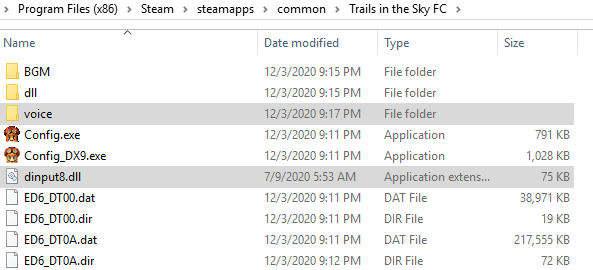 Program Files (x86) > Steam > steamapps > common > Trails in the Sky FC >
Name Date modified Type Size
BGM 12/3/2020 9:15 PM File folder
dll 12/3/2020 9:15 PM File folder
voice 12/3/2020 9:17 PM File folder
Config.exe 12/3/2020 9:11 PM Application 791 KB
Config_DX9.exe 12/3/2020 9:11 PM Application 1,028 KB
dinput8.dll 7/9/2020 5:53 AM Application extens... 75 KB
ED6_DT00.dat 12/3/2020 9:11 PM DAT File 38,971 KB
ED6_DT00.dir 12/3/2020 9:11 PM DIR File 19 KB
ED6_DT0A.dat 12/3/2020 9:11 PM DAT File 217,555 KB
ED6_DT0A.dir 12/3/2020 9:12 PM DIR File 72 KB